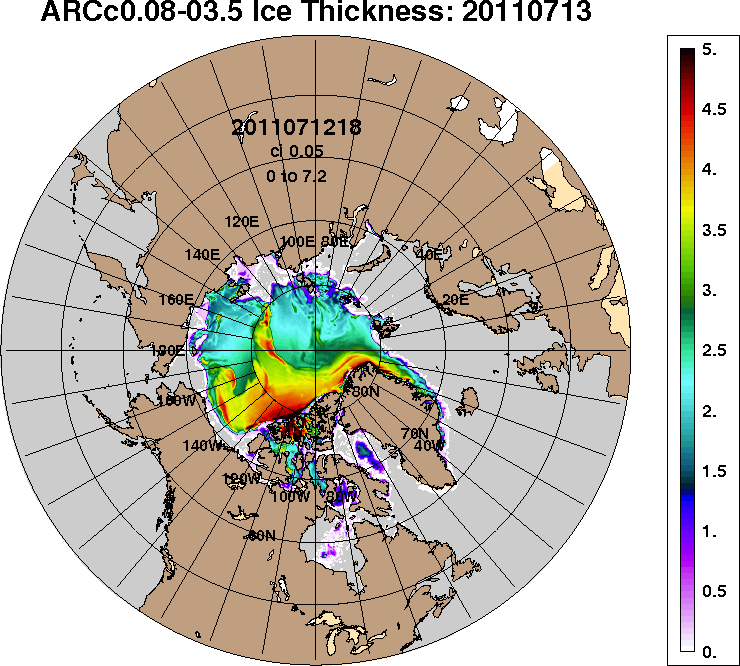 ARCc0.08-03.5 Ice Thickness: 20110713
2011071218
ci 0.05
0 to 7.2
120E
100E
80E
140E
40E
160E
20E
180E
160W
80N
140W
70N
40W
120W
100W
80W
60N
5.
4.5
4.
3.5
3.
2.5
2.
1.5
1.
0.5
0.